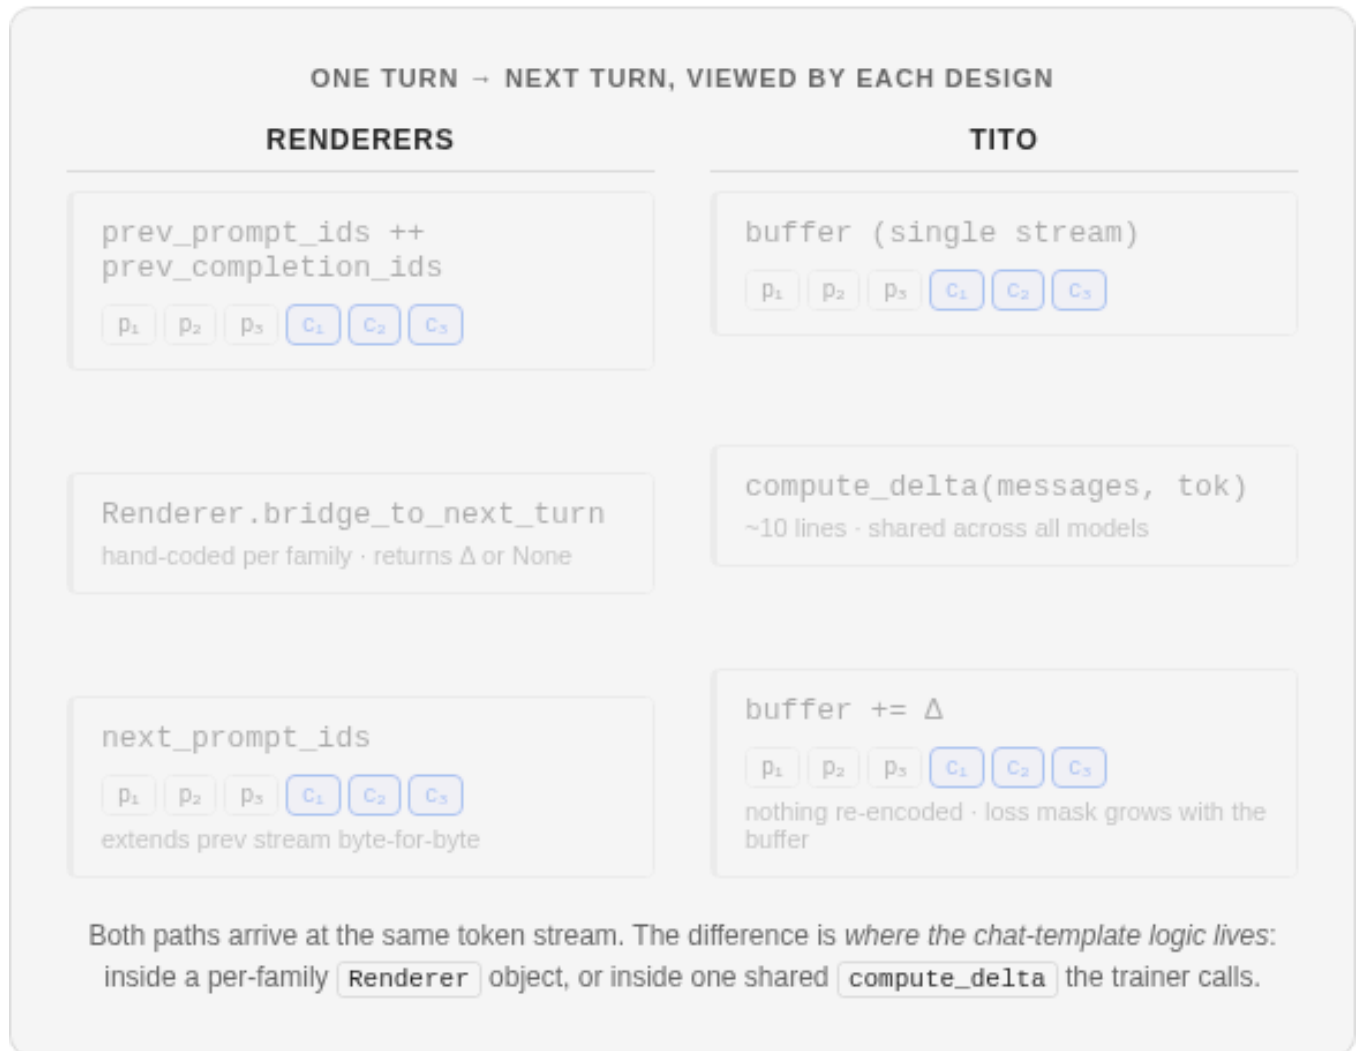 ONE TURN → NEXT TURN, VIEWED BY EACH DESIGN
RENDERERS
prev_prompt_ids ++
prev_completion_ids
p₁ p₂ p₃ c₁ c₂ c₃
Renderer.bridge_to_next_turn
hand-coded per family · returns Δ or None
next_prompt_ids
p₁ p₂ p₃ c₁ c₂ c₃
extends prev stream byte-for-byte
TITO
buffer (single stream)
p₁ p₂ p₃ c₁ c₂ c₃
compute_delta(messages, tok)
~10 lines · shared across all models
buffer += Δ
p₁ p₂ p₃ c₁ c₂ c₃
nothing re-encoded · loss mask grows with the
buffer
Both paths arrive at the same token stream. The difference is where the chat-template logic lives:
inside a per-family Renderer object, or inside one shared compute_delta the trainer calls.